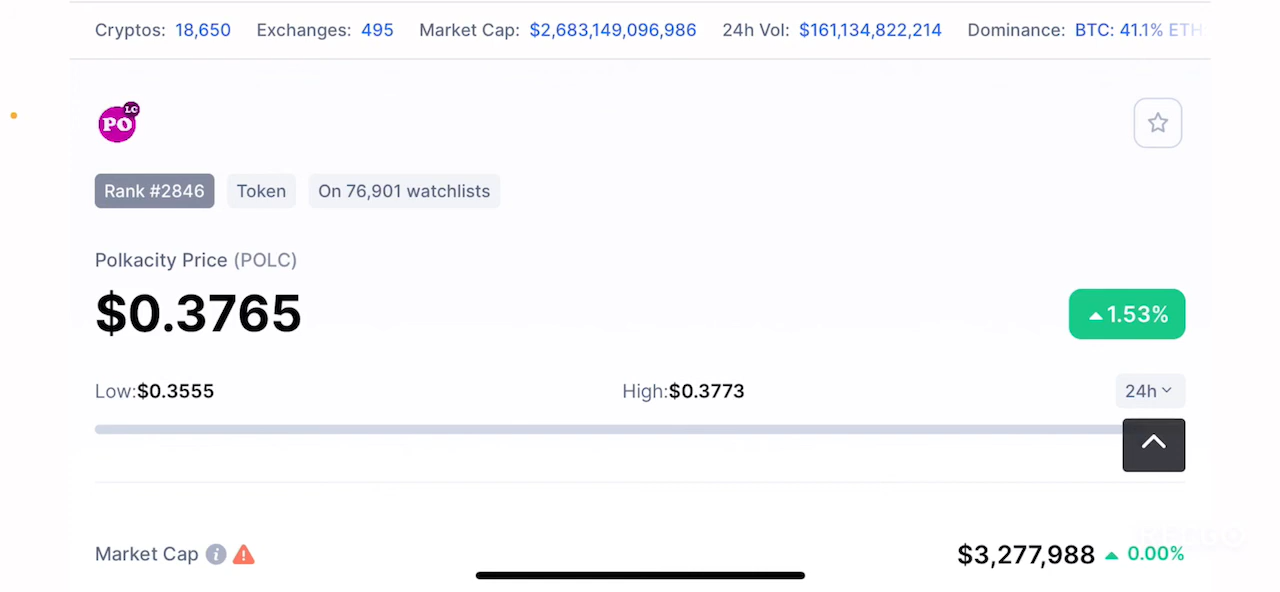 Cryptos: 18,650 Exchanges: 495 Market Cap: $2,683,149,096,986 24h Vol: $161,134,822,214 Dominance: BTC: 41.1% ETH
PO LC
Rank #2846 Token On 76,901 watchlists
Polkacity Price (POLC)
$0.3765 1.53%
Low:$0.3555 High:$0.3773 24h
Market Cap $3,277,988 0.00%